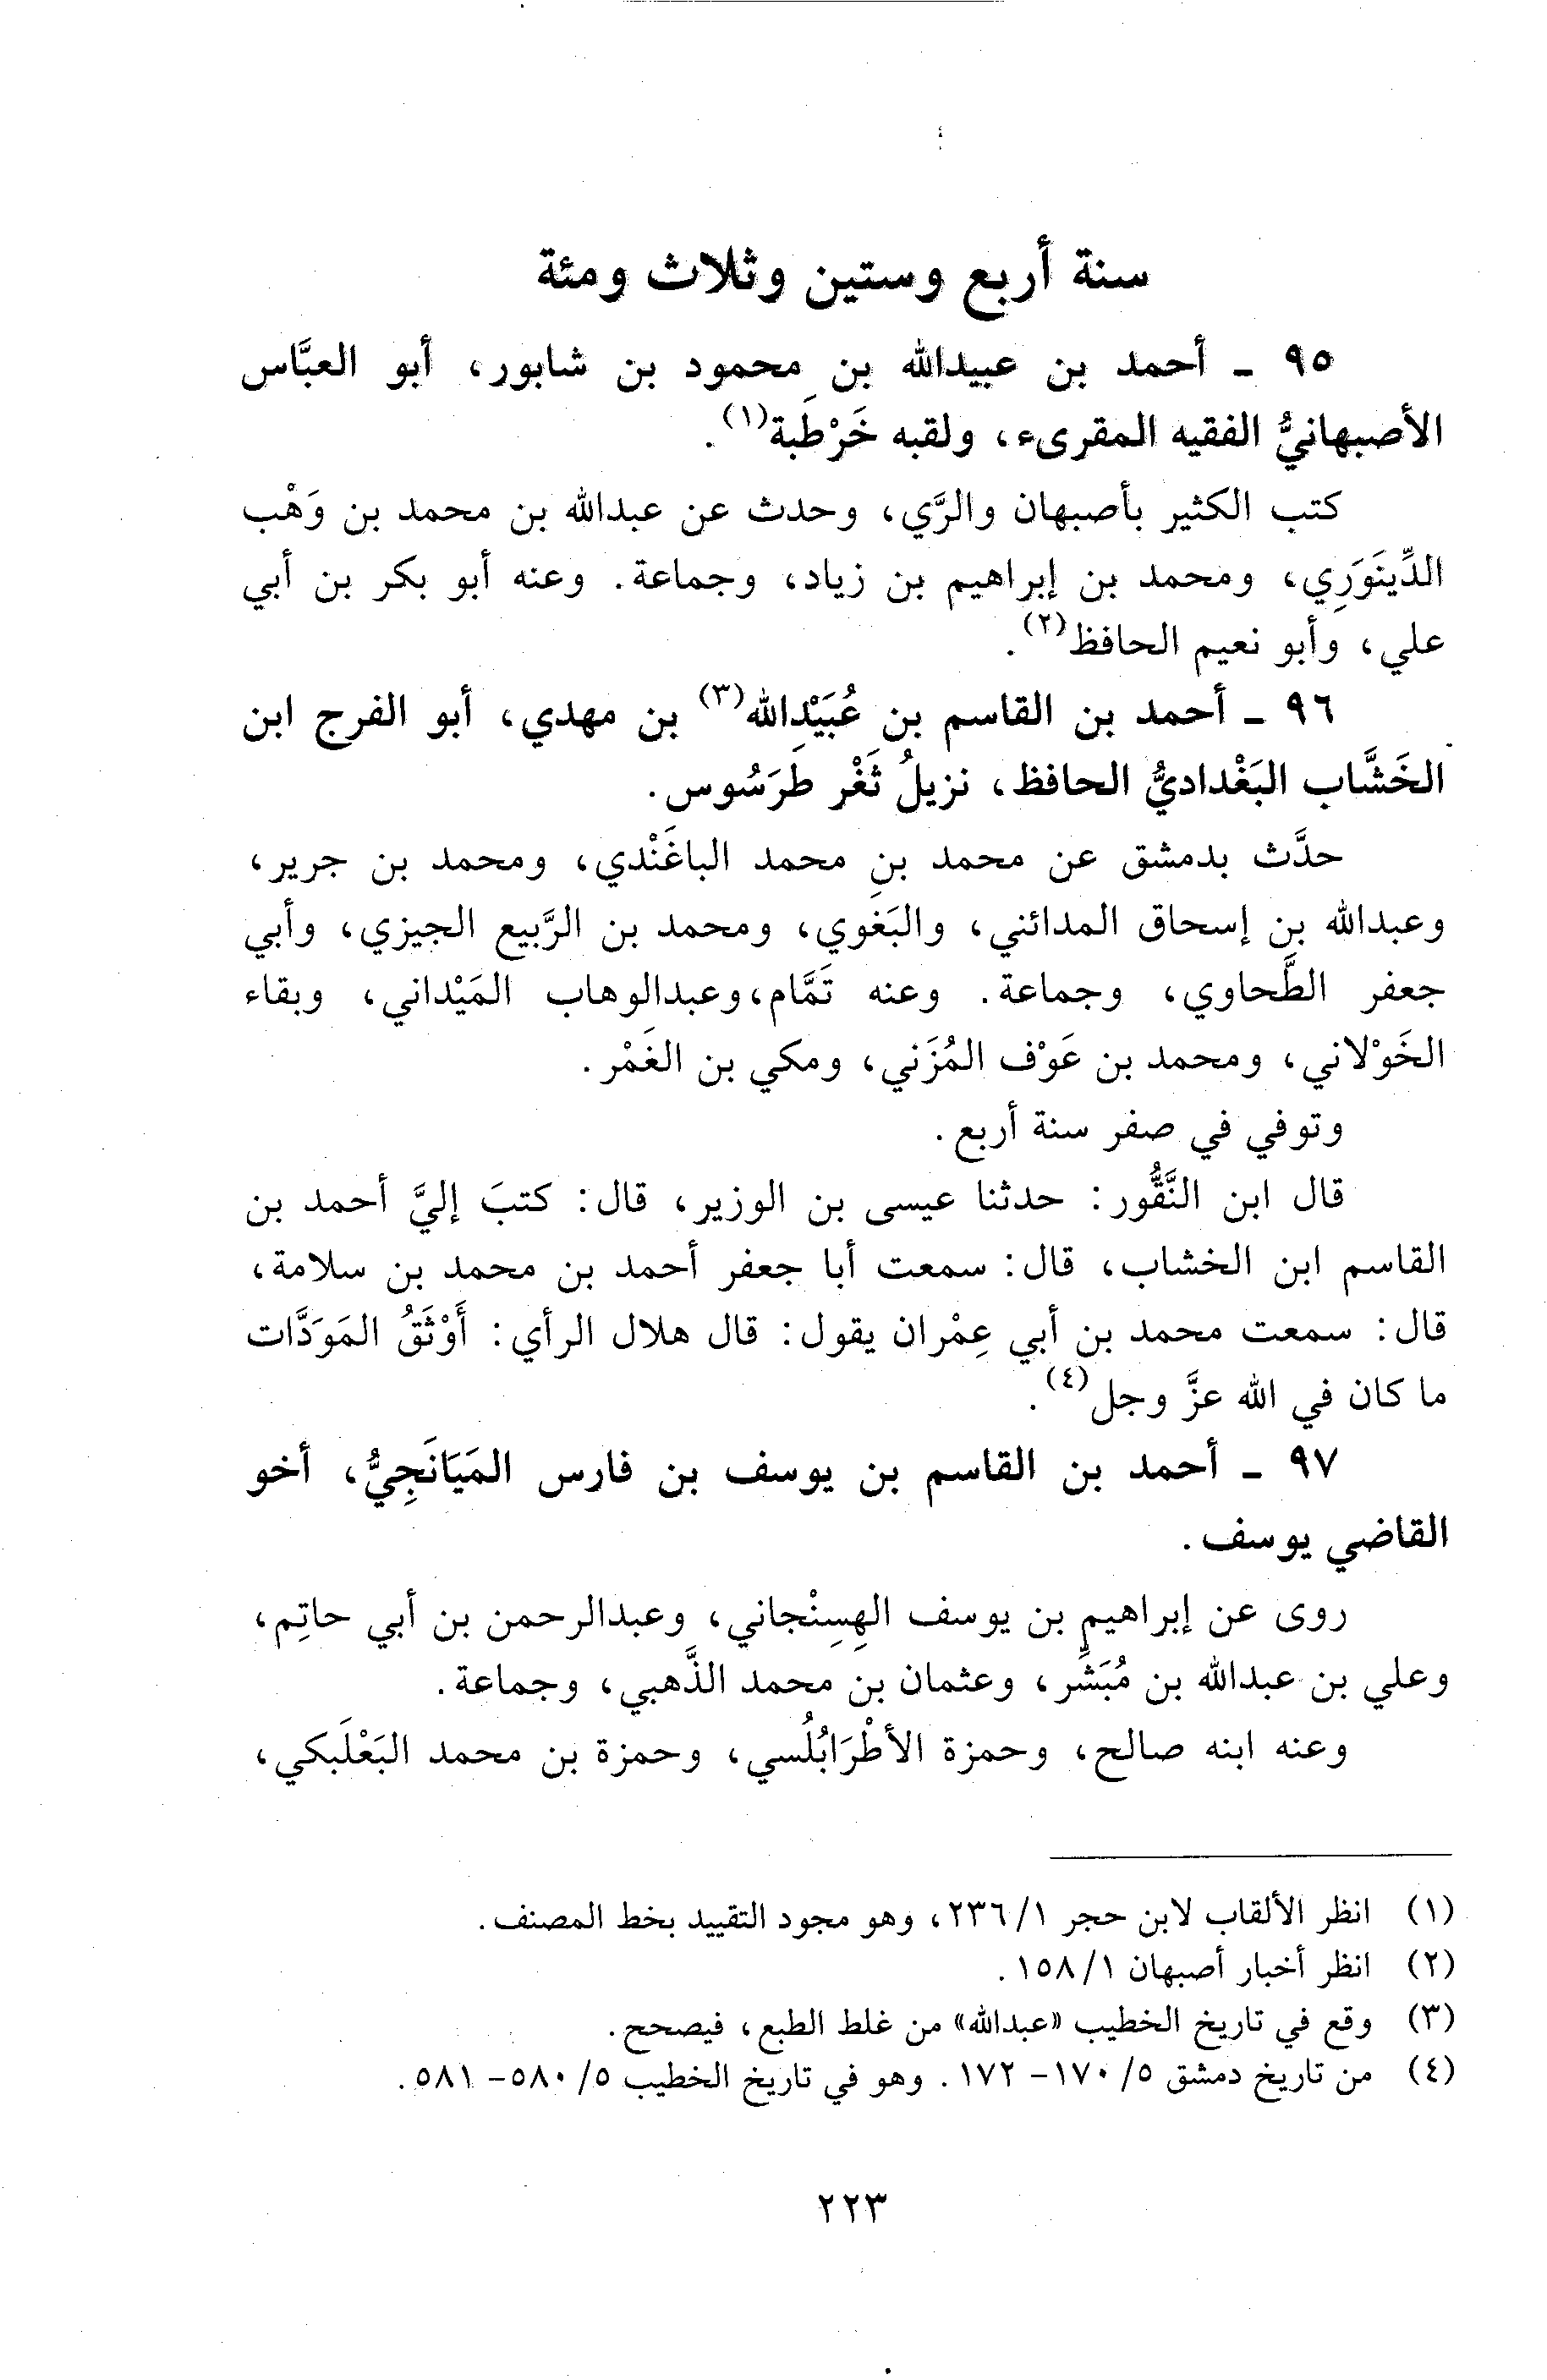 سنة أربع وستين وثلاث ومئة
٩٥ ـ أحمد بن عبيدالله بن محمود بن شابور، أبو العبَّاس
الأصبهانيُّ الفقيه المقرىء، ولقبه خَرْطَبة(١).
كتب الكثير بأصبهان والرَّي، وحدث عن عبدالله بن محمد بن وَهْب
الدِّينَوَرِي، ومحمد بن إبراهيم بن زياد، وجماعة. وعنه أبو بكر بن أبي
علي، وأبو نعيم الحافظ(٢).
٩٦ ـ أحمد بن القاسم بن عُبَيْدِالله(٣) بن مهدي، أبو الفرج ابن
الخَشَّاب البَغْداديُّ الحافظ، نزيلُ ثَغْر طَرَسُوس.
حدَّث بدمشق عن محمد بنِ محمد الباغَنْدي، ومحمد بن جرير،
وعبدالله بن إسحاق المدائني، والبَغوي، ومحمد بن الرَّبيع الجيزي، وأبي
جعفر الطَّحاوي، وجماعة. وعنه تَمَّام، وعبدالوهاب المَيْداني، وبقاء
الخَوْلاني، ومحمد بن عَوْف المُزَني، ومكي بن الغَمْر.
وتوفي في صفر سنة أربع.
قال ابن النَّقُّور: حدثنا عيسى بن الوزير، قال: كتبَ إليَّ أحمد بن
القاسم ابن الخشاب، قال: سمعت أبا جعفر أحمد بن محمد بن سلامة،
قال: سمعت محمد بن أبي عِمْران يقول: قال هلال الرأي: أَوْثَقُ المَوَدَّات
ما كان في الله عزَّ وجل(٤).
٩٧ ـ أحمد بن القاسم بن يوسف بن فارس المَيَانَجِيُّ، أخو
القاضي يوسف.
روى عن إبراهيم بن يوسف الهِسِنْجاني، وعبدالرحمن بن أبي حاتِم،
وعلي بن عبدالله بن مُبَشِّر، وعثمان بن محمد الذَّهبي، وجماعة.
وعنه ابنه صالح، وحمزة الأطْرَابُلُسي، وحمزة بن محمد البَعْلَبكي،
(١) انظر الألقاب لابن حجر ١/ ٢٣٦، وهو مجود التقييد بخط المصنف.
(٢) انظر أخبار أصبهان ١/ ١٥٨.
(٣) وقع في تاريخ الخطيب «عبدالله» من غلط الطبع، فيصحح.
(٤) من تاريخ دمشق ٥/ ١٧٠- ١٧٢. وهو في تاريخ الخطيب ٥/ ٥٨٠- ٥٨١.
٢٢٣